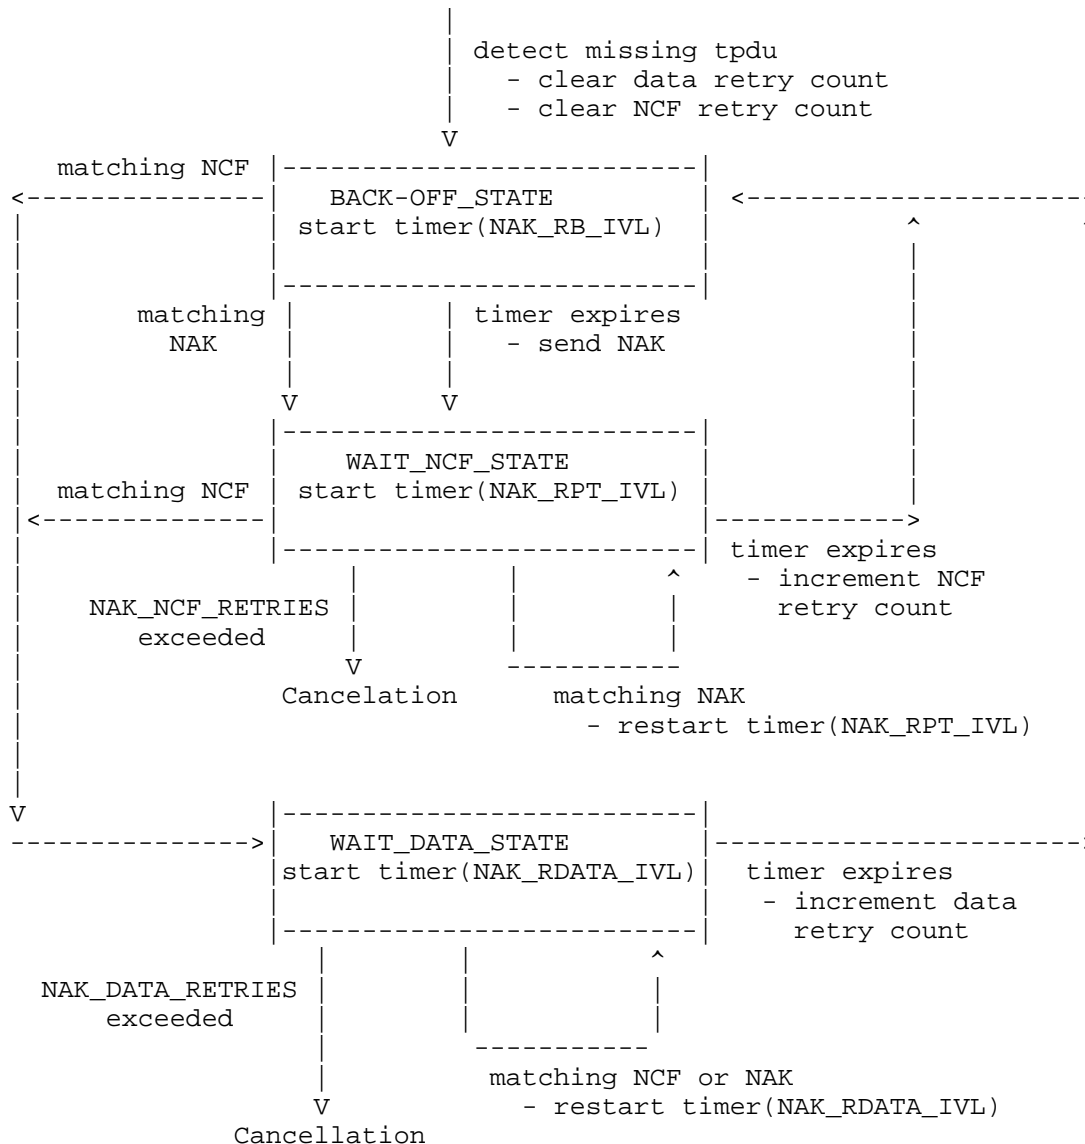 detect missing tpdu
- clear data retry count
- clear NCF retry count
matching NCF
BACK-OFF_STATE
start timer(NAK_RB_IVL)
matching
NAK
timer expires
- send NAK
WAIT_NCF_STATE
matching NCF
start timer(NAK_RPT_IVL)
timer expires
- increment NCF
retry count
NAK_NCF_RETRIES
exceeded
Cancelation
matching NAK
- restart timer(NAK_RPT_IVL)
WAIT_DATA_STATE
start timer(NAK_RDATA_IVL)
timer expires
- increment data
retry count
NAK_DATA_RETRIES
exceeded
matching NCF or NAK
- restart timer(NAK_RDATA_IVL)
Cancellation